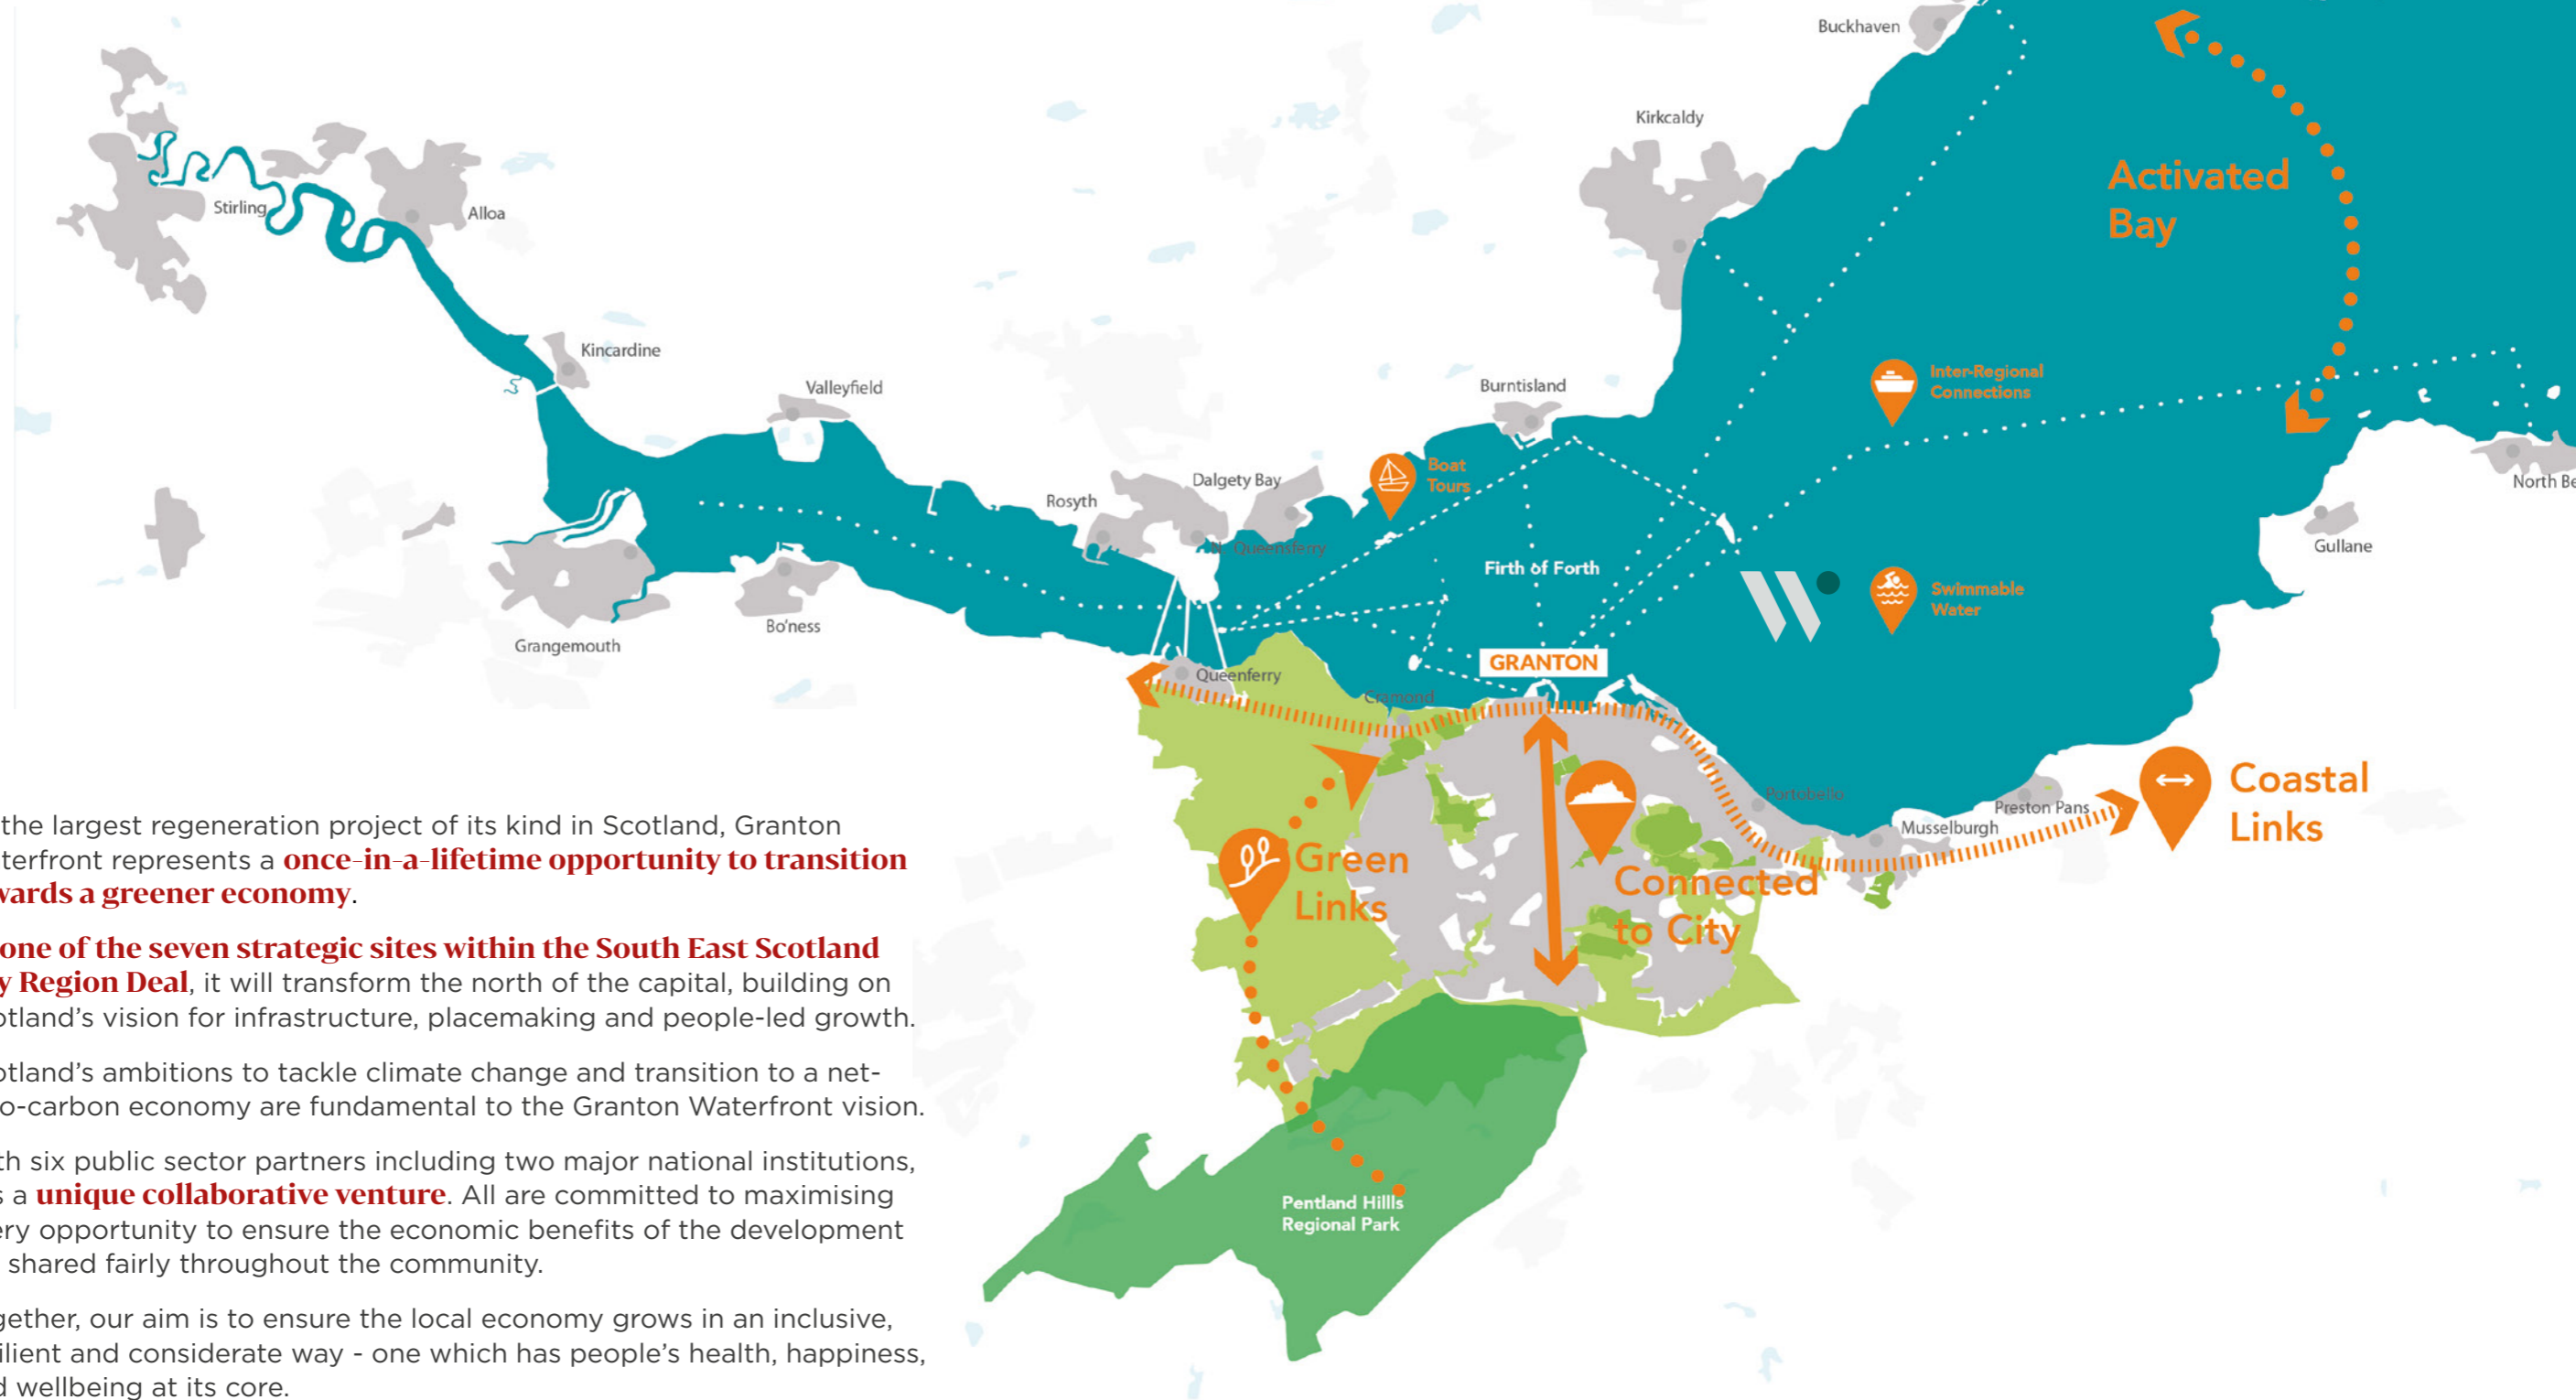 Buckhaven
Kirkcaldy
Activated
Bay
Stirling
Alloa
Kincardine
Valleyfield
Burntisland
Inter-Regional
Connections
Boat
Tours
Dalgety Bay
Rosyth
North Be
N. Queensferry
Gullane
Firth of Forth
Swimmable
Water
Bo'ness
Grangemouth
GRANTON
Queenferry
Cramond
Coastal
Links
Portobello
Preston Pans
Musselburgh
Green
Links
Connected
to City
Pentland Hillls
Regional Park
the largest regeneration project of its kind in Scotland, Granton
terfront represents a once-in-a-lifetime opportunity to transition
wards a greener economy.
one of the seven strategic sites within the South East Scotland
y Region Deal, it will transform the north of the capital, building on
otland's vision for infrastructure, placemaking and people-led growth.
otland's ambitions to tackle climate change and transition to a net-
o-carbon economy are fundamental to the Granton Waterfront vision.
th six public sector partners including two major national institutions,
s a unique collaborative venture. All are committed to maximising
ery opportunity to ensure the economic benefits of the development
shared fairly throughout the community.
gether, our aim is to ensure the local economy grows in an inclusive,
ilient and considerate way - one which has people's health, happiness,
d wellbeing at its core.